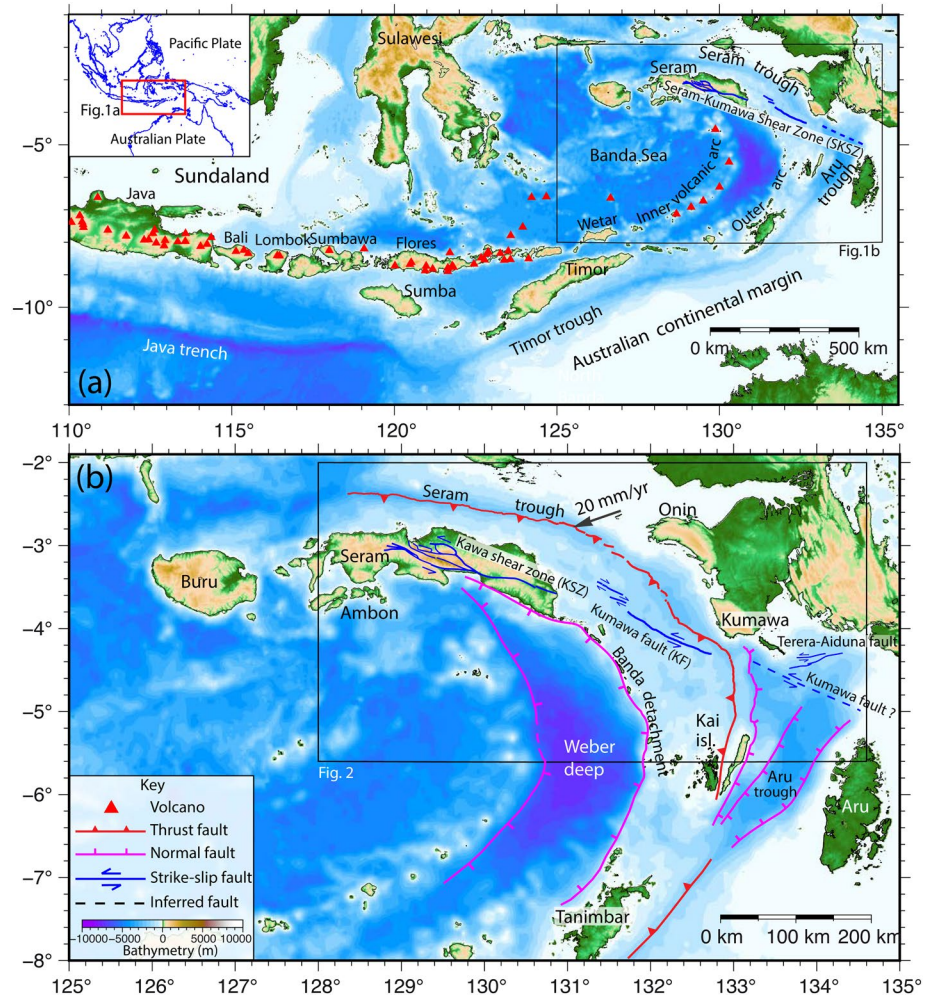 Pacific Plate
Fig.1a
Australian Plate
Sulawesi
Seram trough
Seram
Seram-Kumawa Shear Zone (SKSZ)
−5°
Banda Sea
Inner volcanic arc
Outer arc
Aru trough
Sundaland
Java
Bali
Lombok
Sumbawa
Flores
Wetar
Fig.1b
Timor
Sumba
−10°
Timor trough
Australian continental margin
Java trench
0 km
500 km
(a)
110°
115°
120°
125°
130°
135°
(b)
−2°
Seram trough
20 mm/yr
Onin
−3°
Buru
Seram
Kawa shear zone (KSZ)
Ambon
Kumawa fault (KF)
Kumawa
−4°
Terera-Aiduna fault
Banda detachment
Kumawa fault ?
−5°
Kai
isl.
Weber
deep
Fig. 2
Aru
trough
Aru
−6°
Key
Volcano
Thrust fault
Normal fault
Strike-slip fault
Inferred fault
−10000 −5000 0 5000 10000
Bathymetry (m)
−7°
Tanimbar
0 km 100 km 200 km
−8°
125° 126° 127° 128° 129° 130° 131° 132° 133° 134° 135°